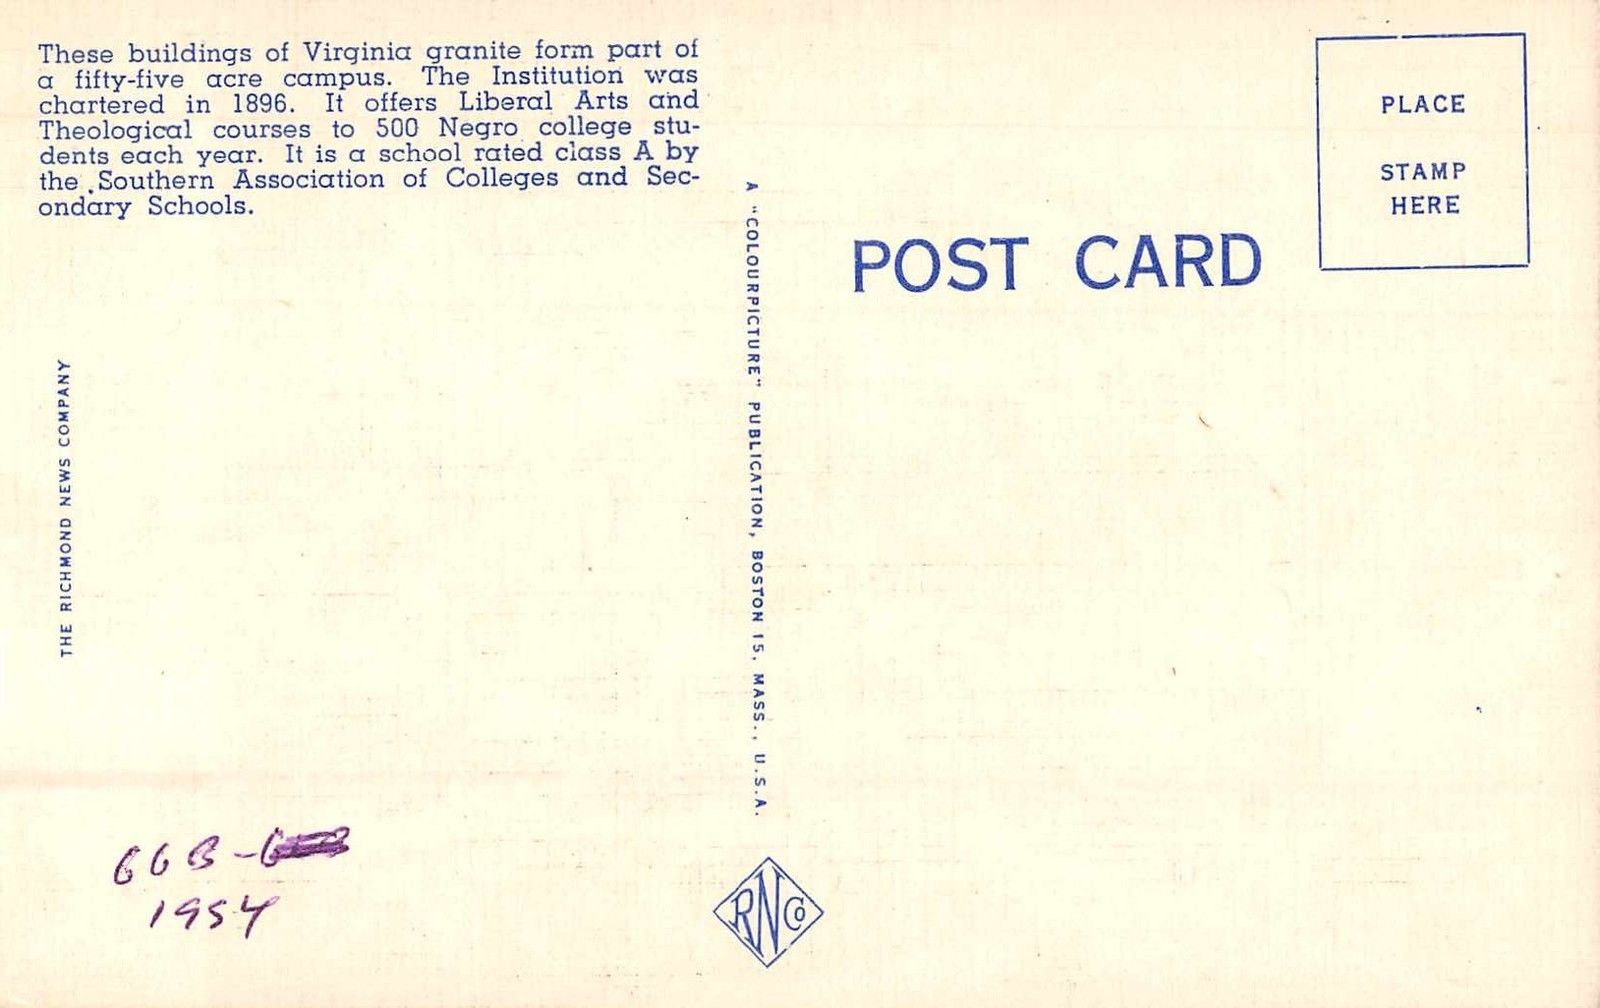 These buildings of Virginia granite form part of
a fifty-five acre campus. The Institution was
chartered in 1896. It offers Liberal Arts and
Theological courses to 500 Negro college stu-
dents each year. It is a school rated class A by
the Southern Association of Colleges and Sec-
ondary Schools.
THE RICHMOND NEWS COMPANY
A "COLOURPICTURE" PUBLICATION, BOSTON 15, MASS., U.S.A.
POST CARD
PLACE
STAMP
HERE
1954
RNCo